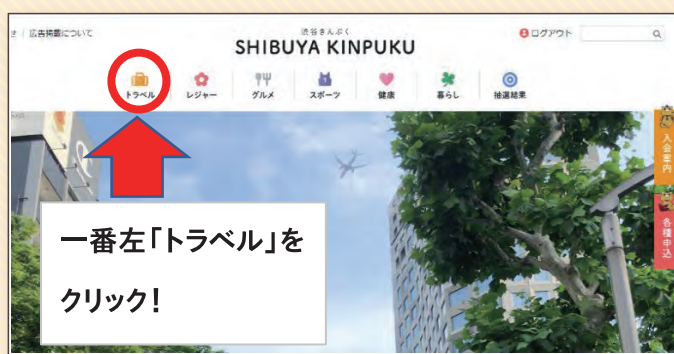 せ | 広告掲載について
渋谷きんぷく
SHIBUYA KINPUKU
ログアウト
トラベル レジャー グルメ スポーツ 健康 暮らし 抽選結果
入会案内
各種申込
一番左「トラベル」を
クリック!